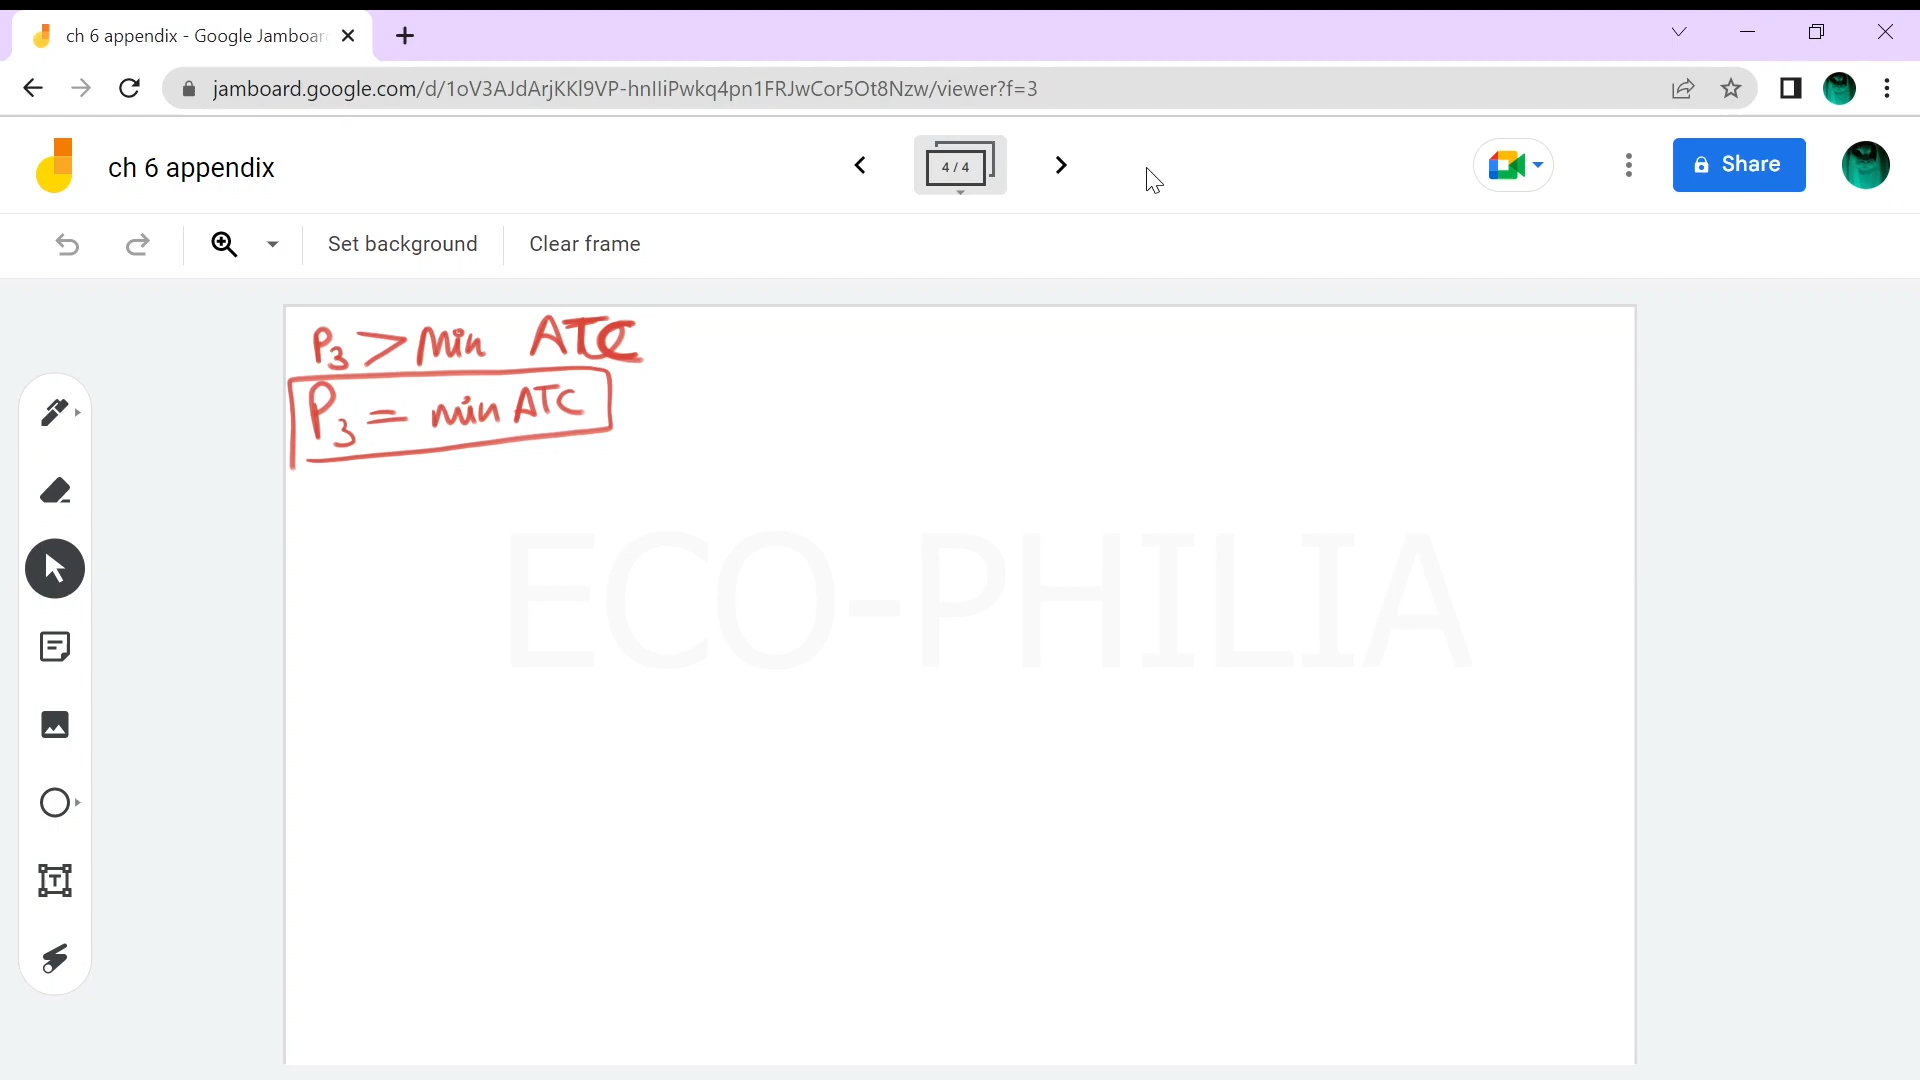 ch 6 appendix - Google Jamboar
jamboard.google.com/d/1oV3AJdArjKKl9VP-hnIIiPwkq4pn1FRJwCor5Ot8Nzw/viewer?f=3
ch 6 appendix
4 / 4
Share
Set background
Clear frame
P₃ > Min ATC
P₃ = min ATC
ECO-PHILIA